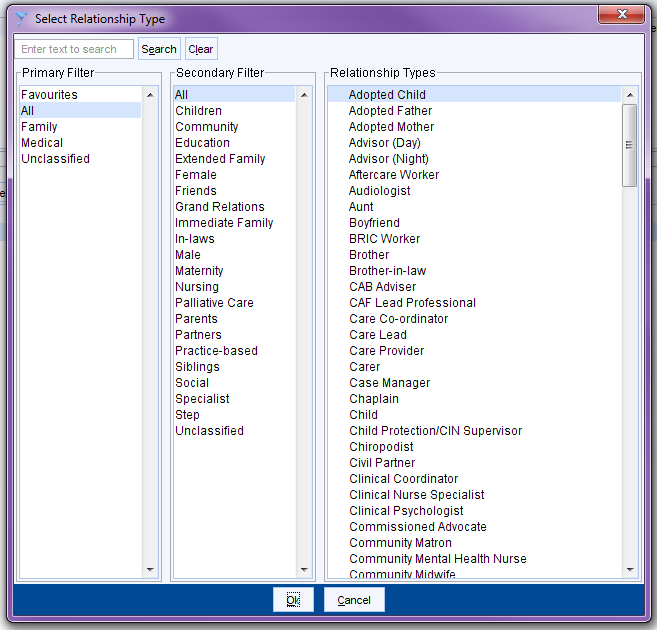 Select Relationship Type
Enter text to search
Search
Clear
Primary Filter
Favourites
All
Family
Medical
Unclassified
Secondary Filter
All
Children
Community
Education
Extended Family
Female
Friends
Grand Relations
Immediate Family
In-laws
Male
Maternity
Nursing
Palliative Care
Parents
Partners
Practice-based
Siblings
Social
Specialist
Step
Unclassified
Relationship Types
Adopted Child
Adopted Father
Adopted Mother
Advisor (Day)
Advisor (Night)
Aftercare Worker
Audiologist
Aunt
Boyfriend
BRIC Worker
Brother
Brother-in-law
CAB Adviser
CAF Lead Professional
Care Co-ordinator
Care Lead
Care Provider
Carer
Case Manager
Chaplain
Child
Child Protection/CIN Supervisor
Chiropodist
Civil Partner
Clinical Coordinator
Clinical Nurse Specialist
Clinical Psychologist
Commissioned Advocate
Community Matron
Community Mental Health Nurse
Community Midwife
Ok
Cancel